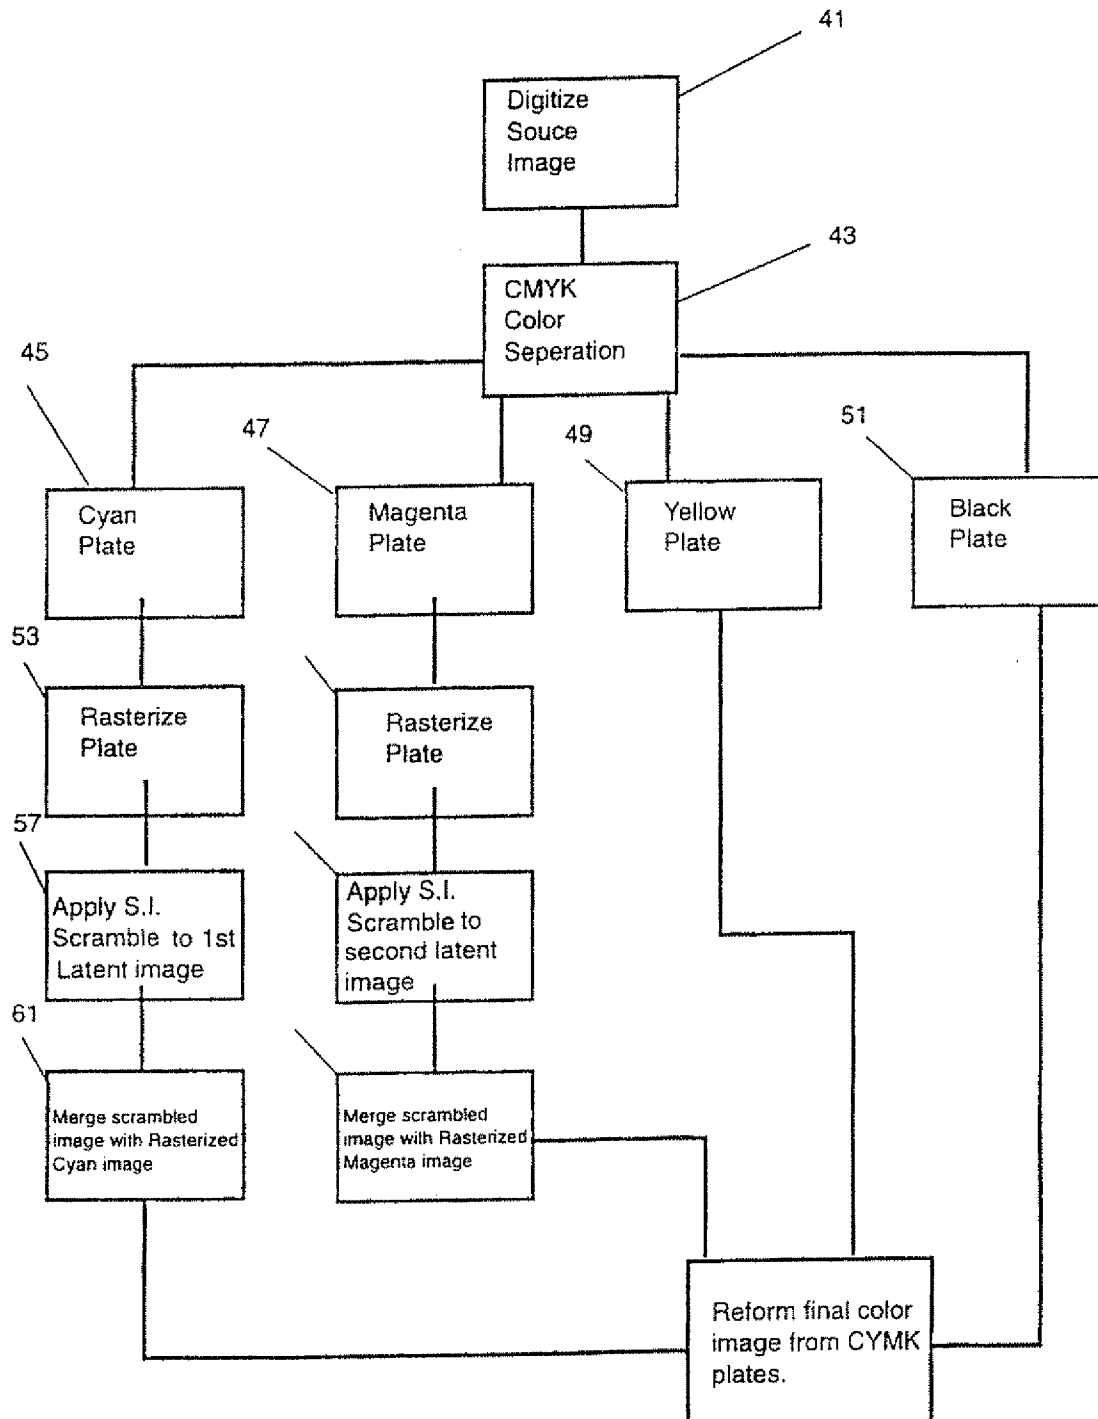 41
Digitize
Souce
Image
43
CMYK
Color
Seperation
45
47
49
51
Cyan
Plate
Magenta
Plate
Yellow
Plate
Black
Plate
53
Rasterize
Plate
Rasterize
Plate
57
Apply S.I.
Scramble to 1st
Latent image
Apply S.I.
Scramble to
second latent
image
61
Merge scrambled
image with Rasterized
Cyan image
Merge scrambled
image with Rasterized
Magenta image
Reform final color
image from CYMK
plates.